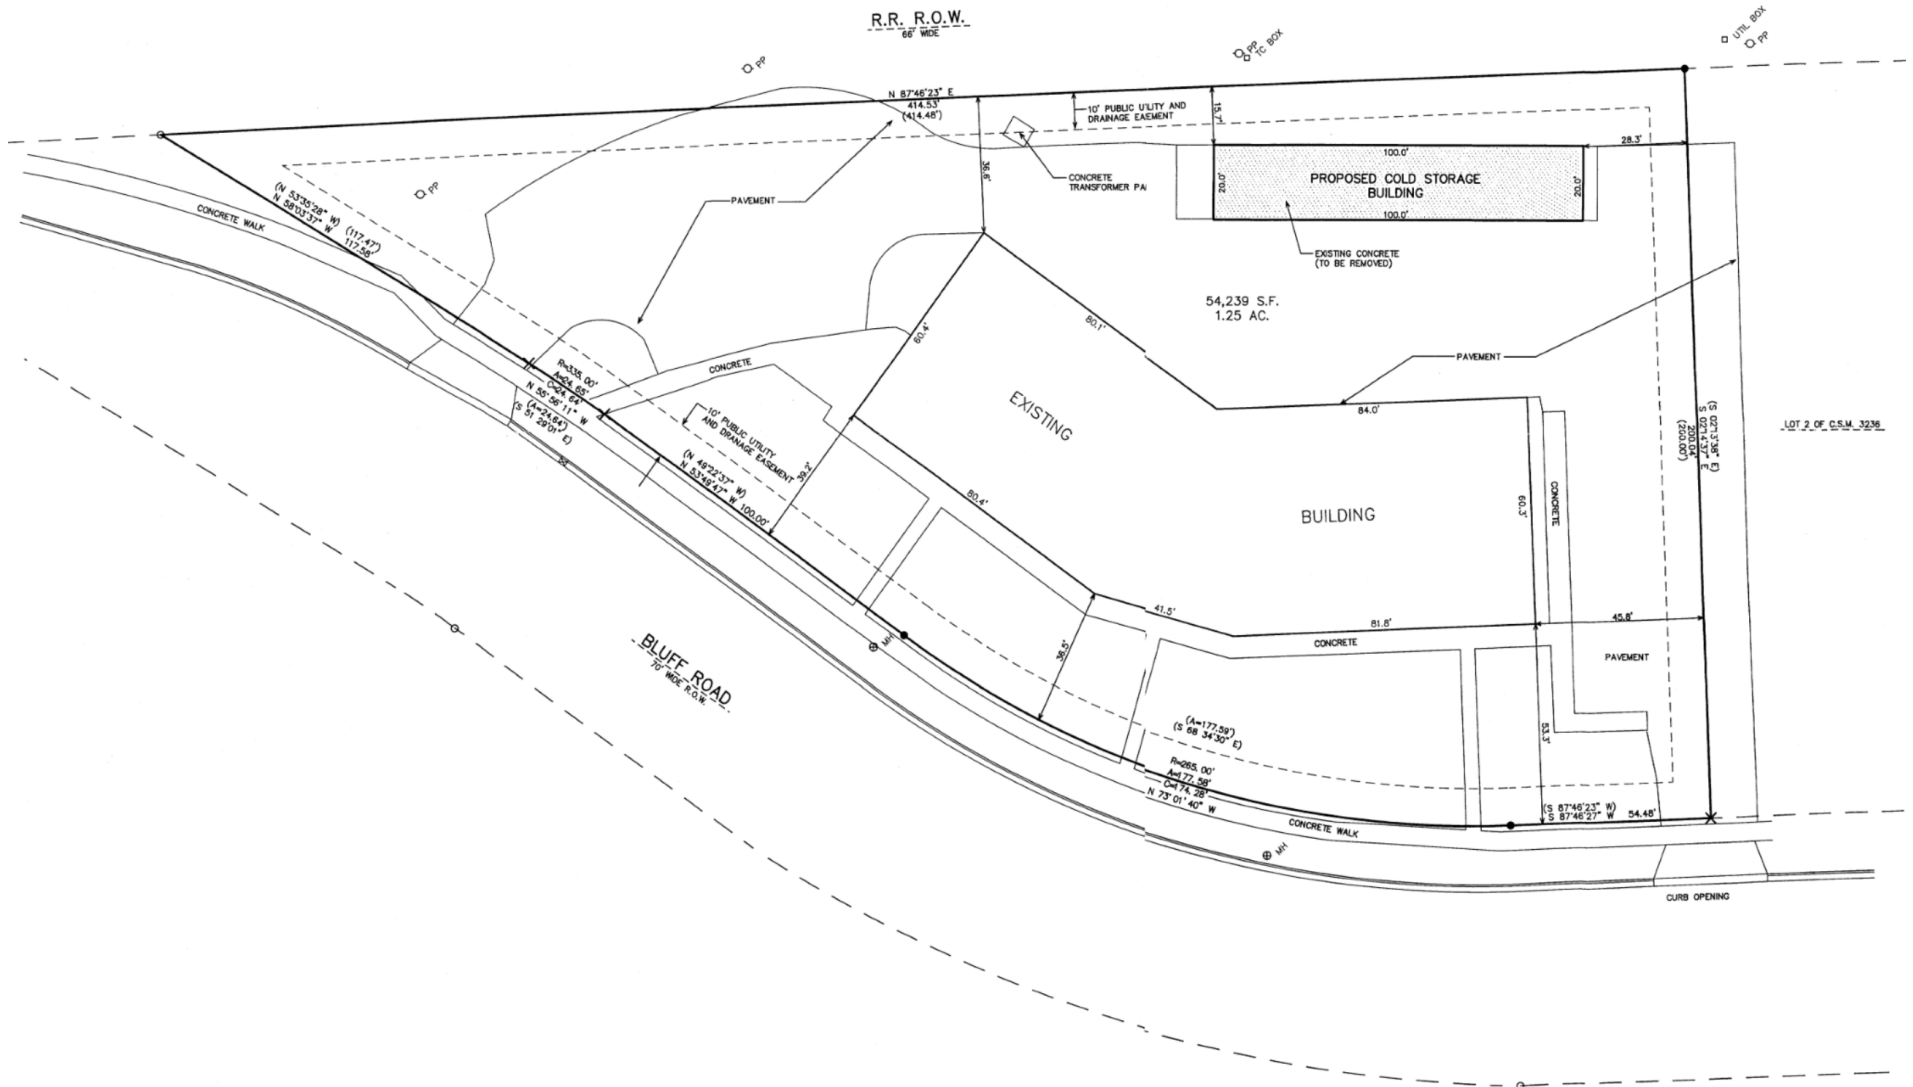 R.R. R.O.W.
66' WIDE
PP
PP
TC BOX
UTIL BOX
PP
N 87°46'23" E
414.53'
(414.48')
10' PUBLIC UTILITY AND
DRAINAGE EASEMENT
15.7'
28.3'
36.6'
CONCRETE
TRANSFORMER PA
100.0'
PROPOSED COLD STORAGE
BUILDING
20.0'
20.0'
100.0'
PP
PAVEMENT
(N 53°35'28" W) (117.47')
N 58°03'37" W 117.58'
CONCRETE WALK
EXISTING CONCRETE
(TO BE REMOVED)
54,239 S.F.
1.25 AC.
60.4'
80.1'
PAVEMENT
CONCRETE
R=335.00'
A=24.65'
C=24.64'
N 55°56'11" W
(A=24.64')
(S 51 29'01" E)
10' PUBLIC UTILITY
AND DRANAGE EASEMENT
EXISTING
84.0'
(S 02°13'38" E)
S 02°14'37" E
200.04'
(200.00')
LOT 2 OF C.S.M. 3236
39.2'
(N 49°22'37" W)
N 53°49'47" W 100.00'
80.4'
BUILDING
60.3'
CONCRETE
41.5'
81.8'
45.8'
CONCRETE
PAVEMENT
MH
BLUFF ROAD
70' WIDE R.O.W.
53.3'
(A=177.59')
(S 68 34'30" E)
R=265.00'
A=177.58'
C=174.28'
N 73°01'40" W
(S 87°46'23" W)
S 87°46'27" W 54.48'
CONCRETE WALK
MH
CURB OPENING